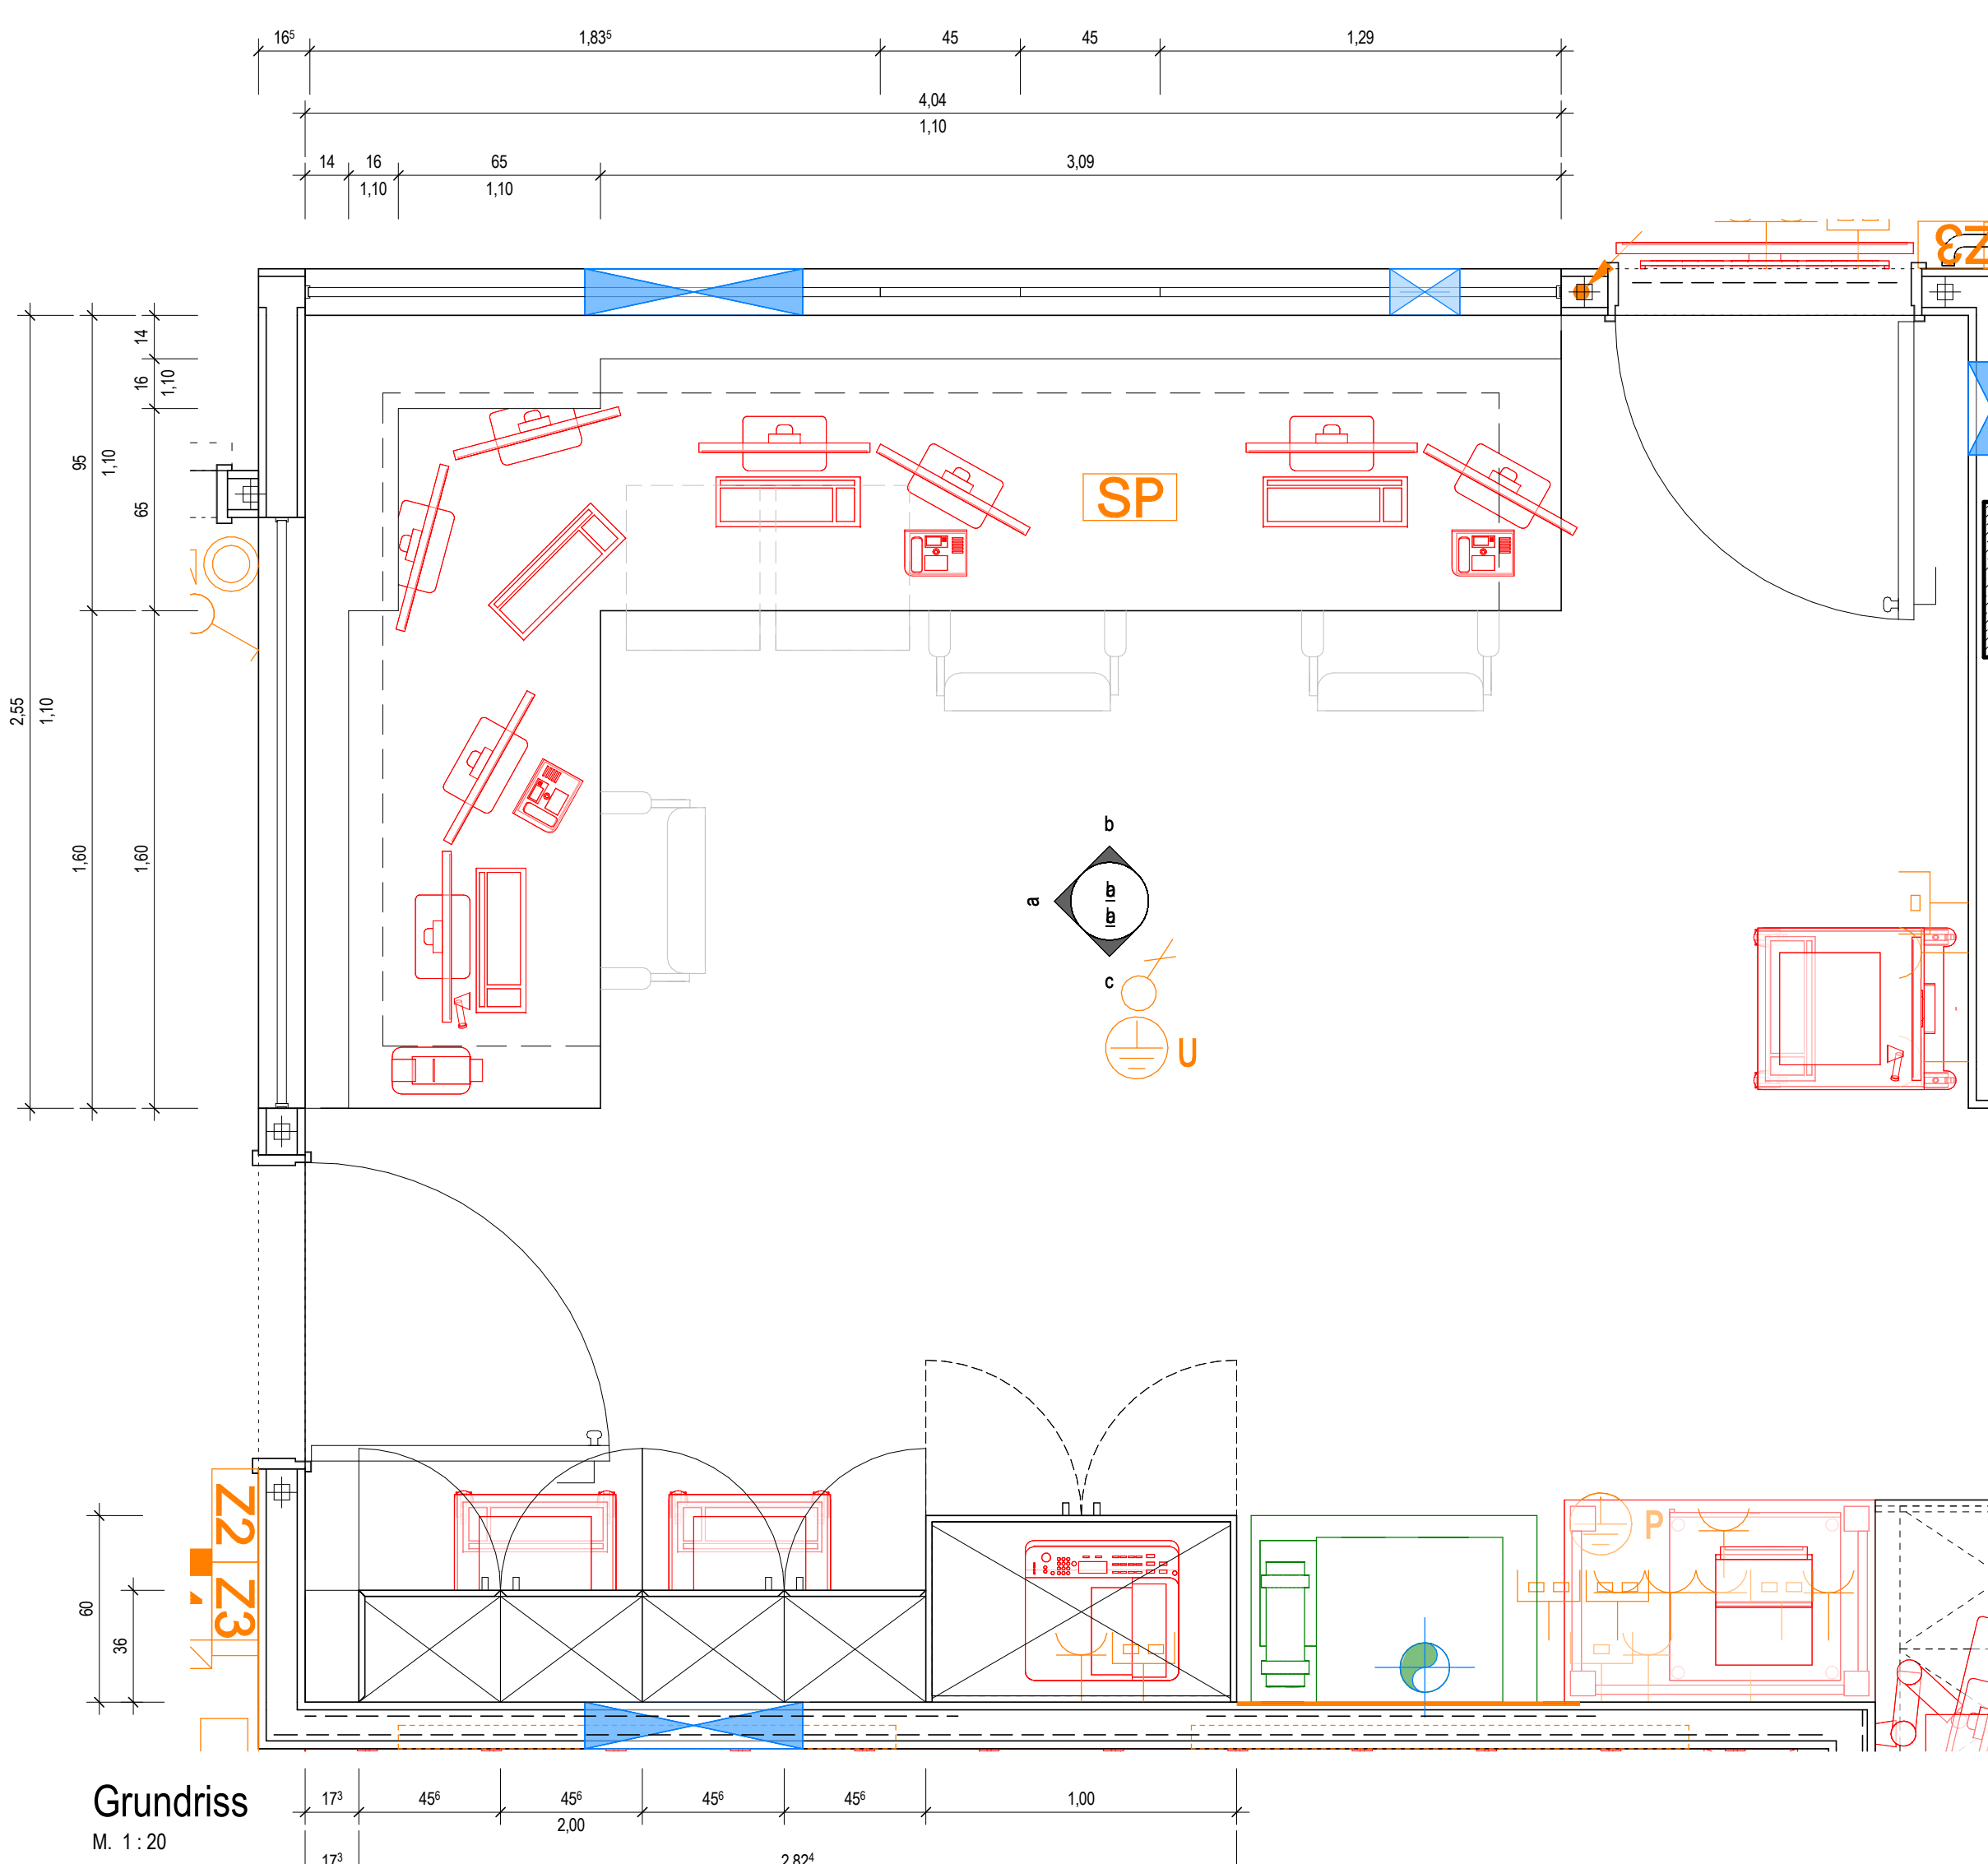 16⁵ 1,83⁵ 45 45 1,29
4,04
1,10
14 16 65 3,09
1,10 1,10
Z3
14
16 1,10
95 1,10
65
SP
2,55 1,10
1,60 1,60
b
a
b
a
b
a
c
U
Z2
Z3
P
60
36
Grundriss
M. 1 : 20
17³ 45⁶ 45⁶ 45⁶ 45⁶ 1,00
2,00
17³ 2,82⁴